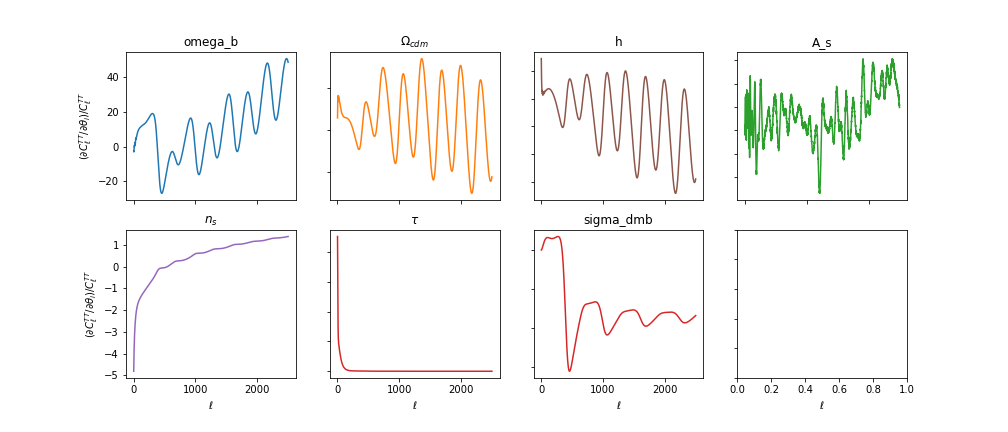 omega_b
Ω_{cdm}
h
A_s
(∂C_ℓ^{TT}/∂θ_i)/C_ℓ^{TT}
40
20
0
−20
n_s
τ
sigma_dmb
(∂C_ℓ^{TT}/∂θ_i)/C_ℓ^{TT}
1
0
−1
−2
−3
−4
−5
0 1000 2000
0 1000 2000
0 1000 2000
0.0 0.2 0.4 0.6 0.8 1.0
ℓ
ℓ
ℓ
ℓ